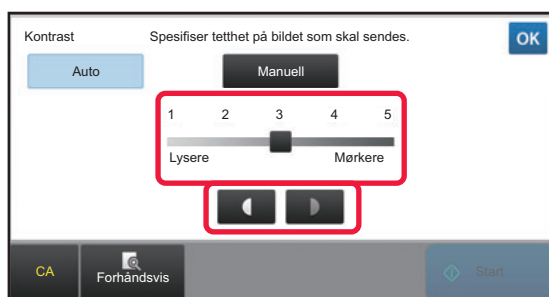 Kontrast
Spesifiser tetthet på bildet som skal sendes.
OK
Auto
Manuell
1 2 3 4 5
Lysere
Mørkere
CA
Forhåndsvis
Start